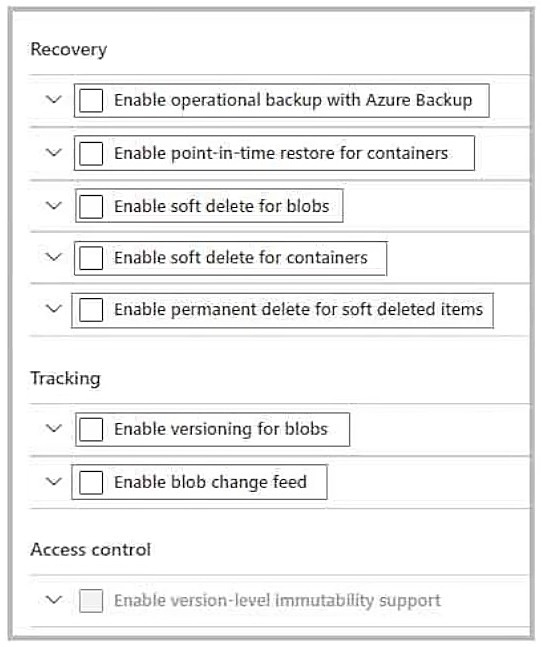 Recovery
Enable operational backup with Azure Backup
Enable point-in-time restore for containers
Enable soft delete for blobs
Enable soft delete for containers
Enable permanent delete for soft deleted items
Tracking
Enable versioning for blobs
Enable blob change feed
Access control
Enable version-level immutability support